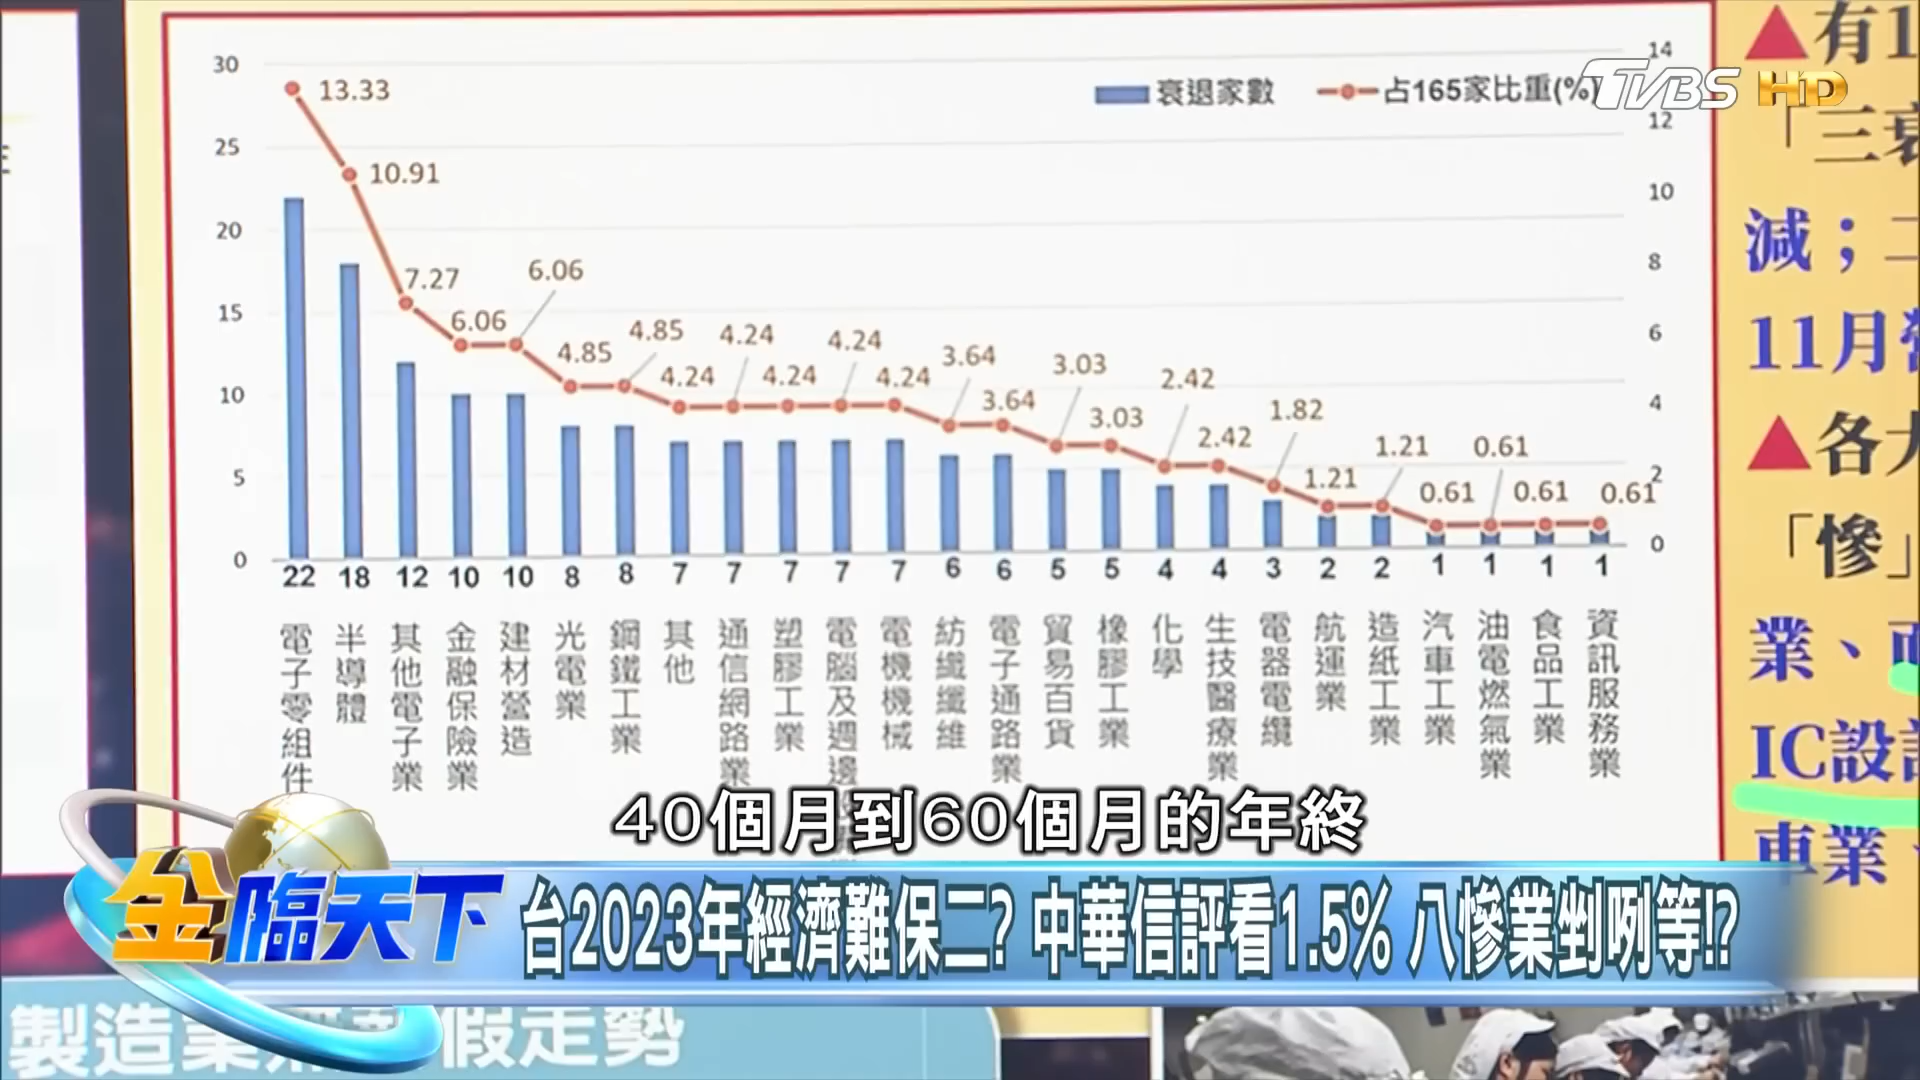 30
25
20
15
10
5
0
14
12
10
8
6
4
2
0
衰退家數
占165家比重(%)
TVBS HD
13.33
10.91
7.27
6.06
6.06
4.85
4.85
4.24
4.24
4.24
4.24
4.24
3.64
3.64
3.03
3.03
2.42
2.42
1.82
1.21
1.21
0.61
0.61
0.61
0.61
22 18 12 10 10 8 8 7 7 7 7 7 6 6 5 5 4 4 3 2 2 1 1 1 1
電子零組件
半導體
其他電子業
金融保險業
建材營造
光電業
鋼鐵工業
其他
通信網路業
塑膠工業
電腦及週邊
電機機械
紡織纖維
電子通路業
貿易百貨
橡膠工業
化學
生技醫療業
電器電纜
航運業
造紙工業
汽車工業
油電燃氣業
食品工業
資訊服務業
▲有1
「三衰
減；二
11月
▲各
「慘」
業、
IC設
車業
40個月到60個月的年終
金臨天下
台2023年經濟難保二? 中華信評看1.5% 八慘業剉咧等!?
製造業
假走勢